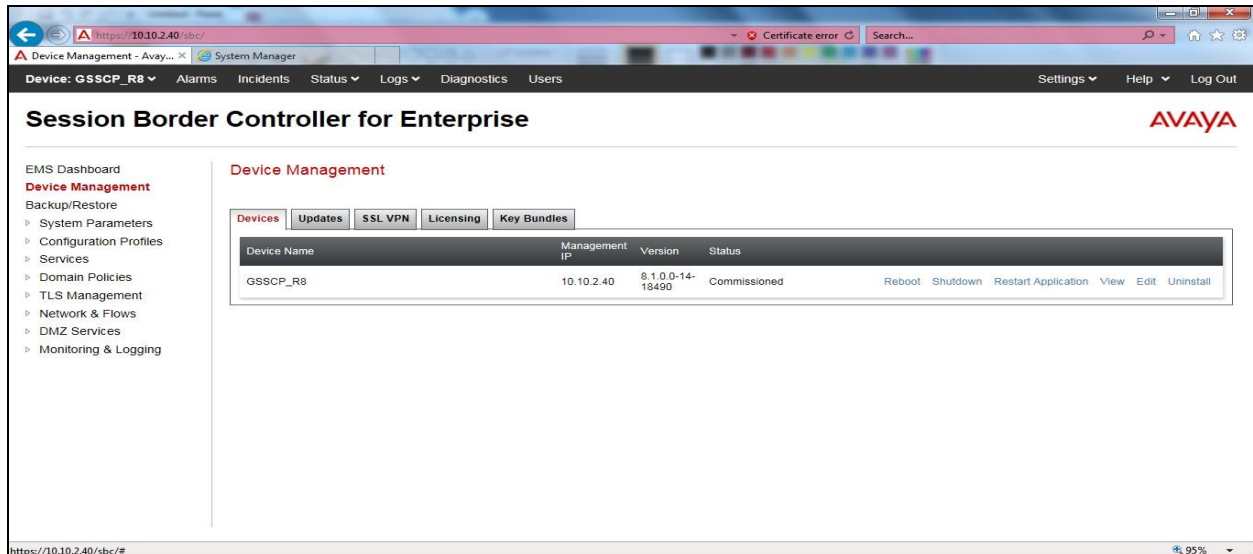 https://10.10.2.40/sbc/
Certificate error
Search...
Device Management - Avay...
System Manager
Device: GSSCP_R8 Alarms Incidents Status Logs Diagnostics Users Settings Help Log Out
Session Border Controller for Enterprise
AVAYA
EMS Dashboard
Device Management
Backup/Restore
System Parameters
Configuration Profiles
Services
Domain Policies
TLS Management
Network & Flows
DMZ Services
Monitoring & Logging
Device Management
Devices Updates SSL VPN Licensing Key Bundles
Device Name Management IP Version Status
GSSCP_R8 10.10.2.40 8.1.0.0-14-18490 Commissioned Reboot Shutdown Restart Application View Edit Uninstall
https://10.10.2.40/sbc/#
95%